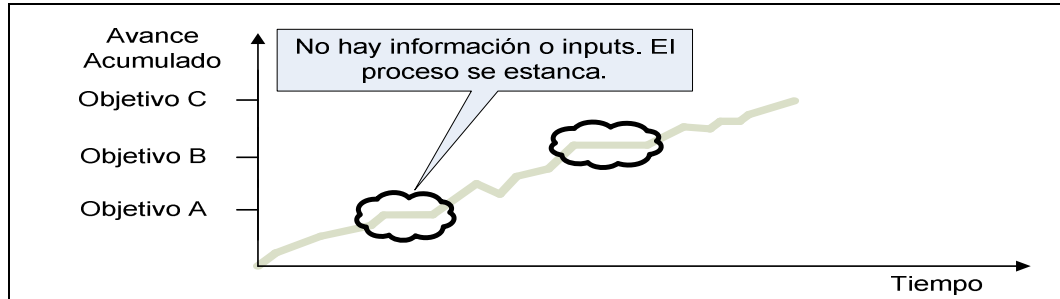 Avance
Acumulado
No hay información o inputs. El
proceso se estanca.
Objetivo C
Objetivo B
Objetivo A
Tiempo